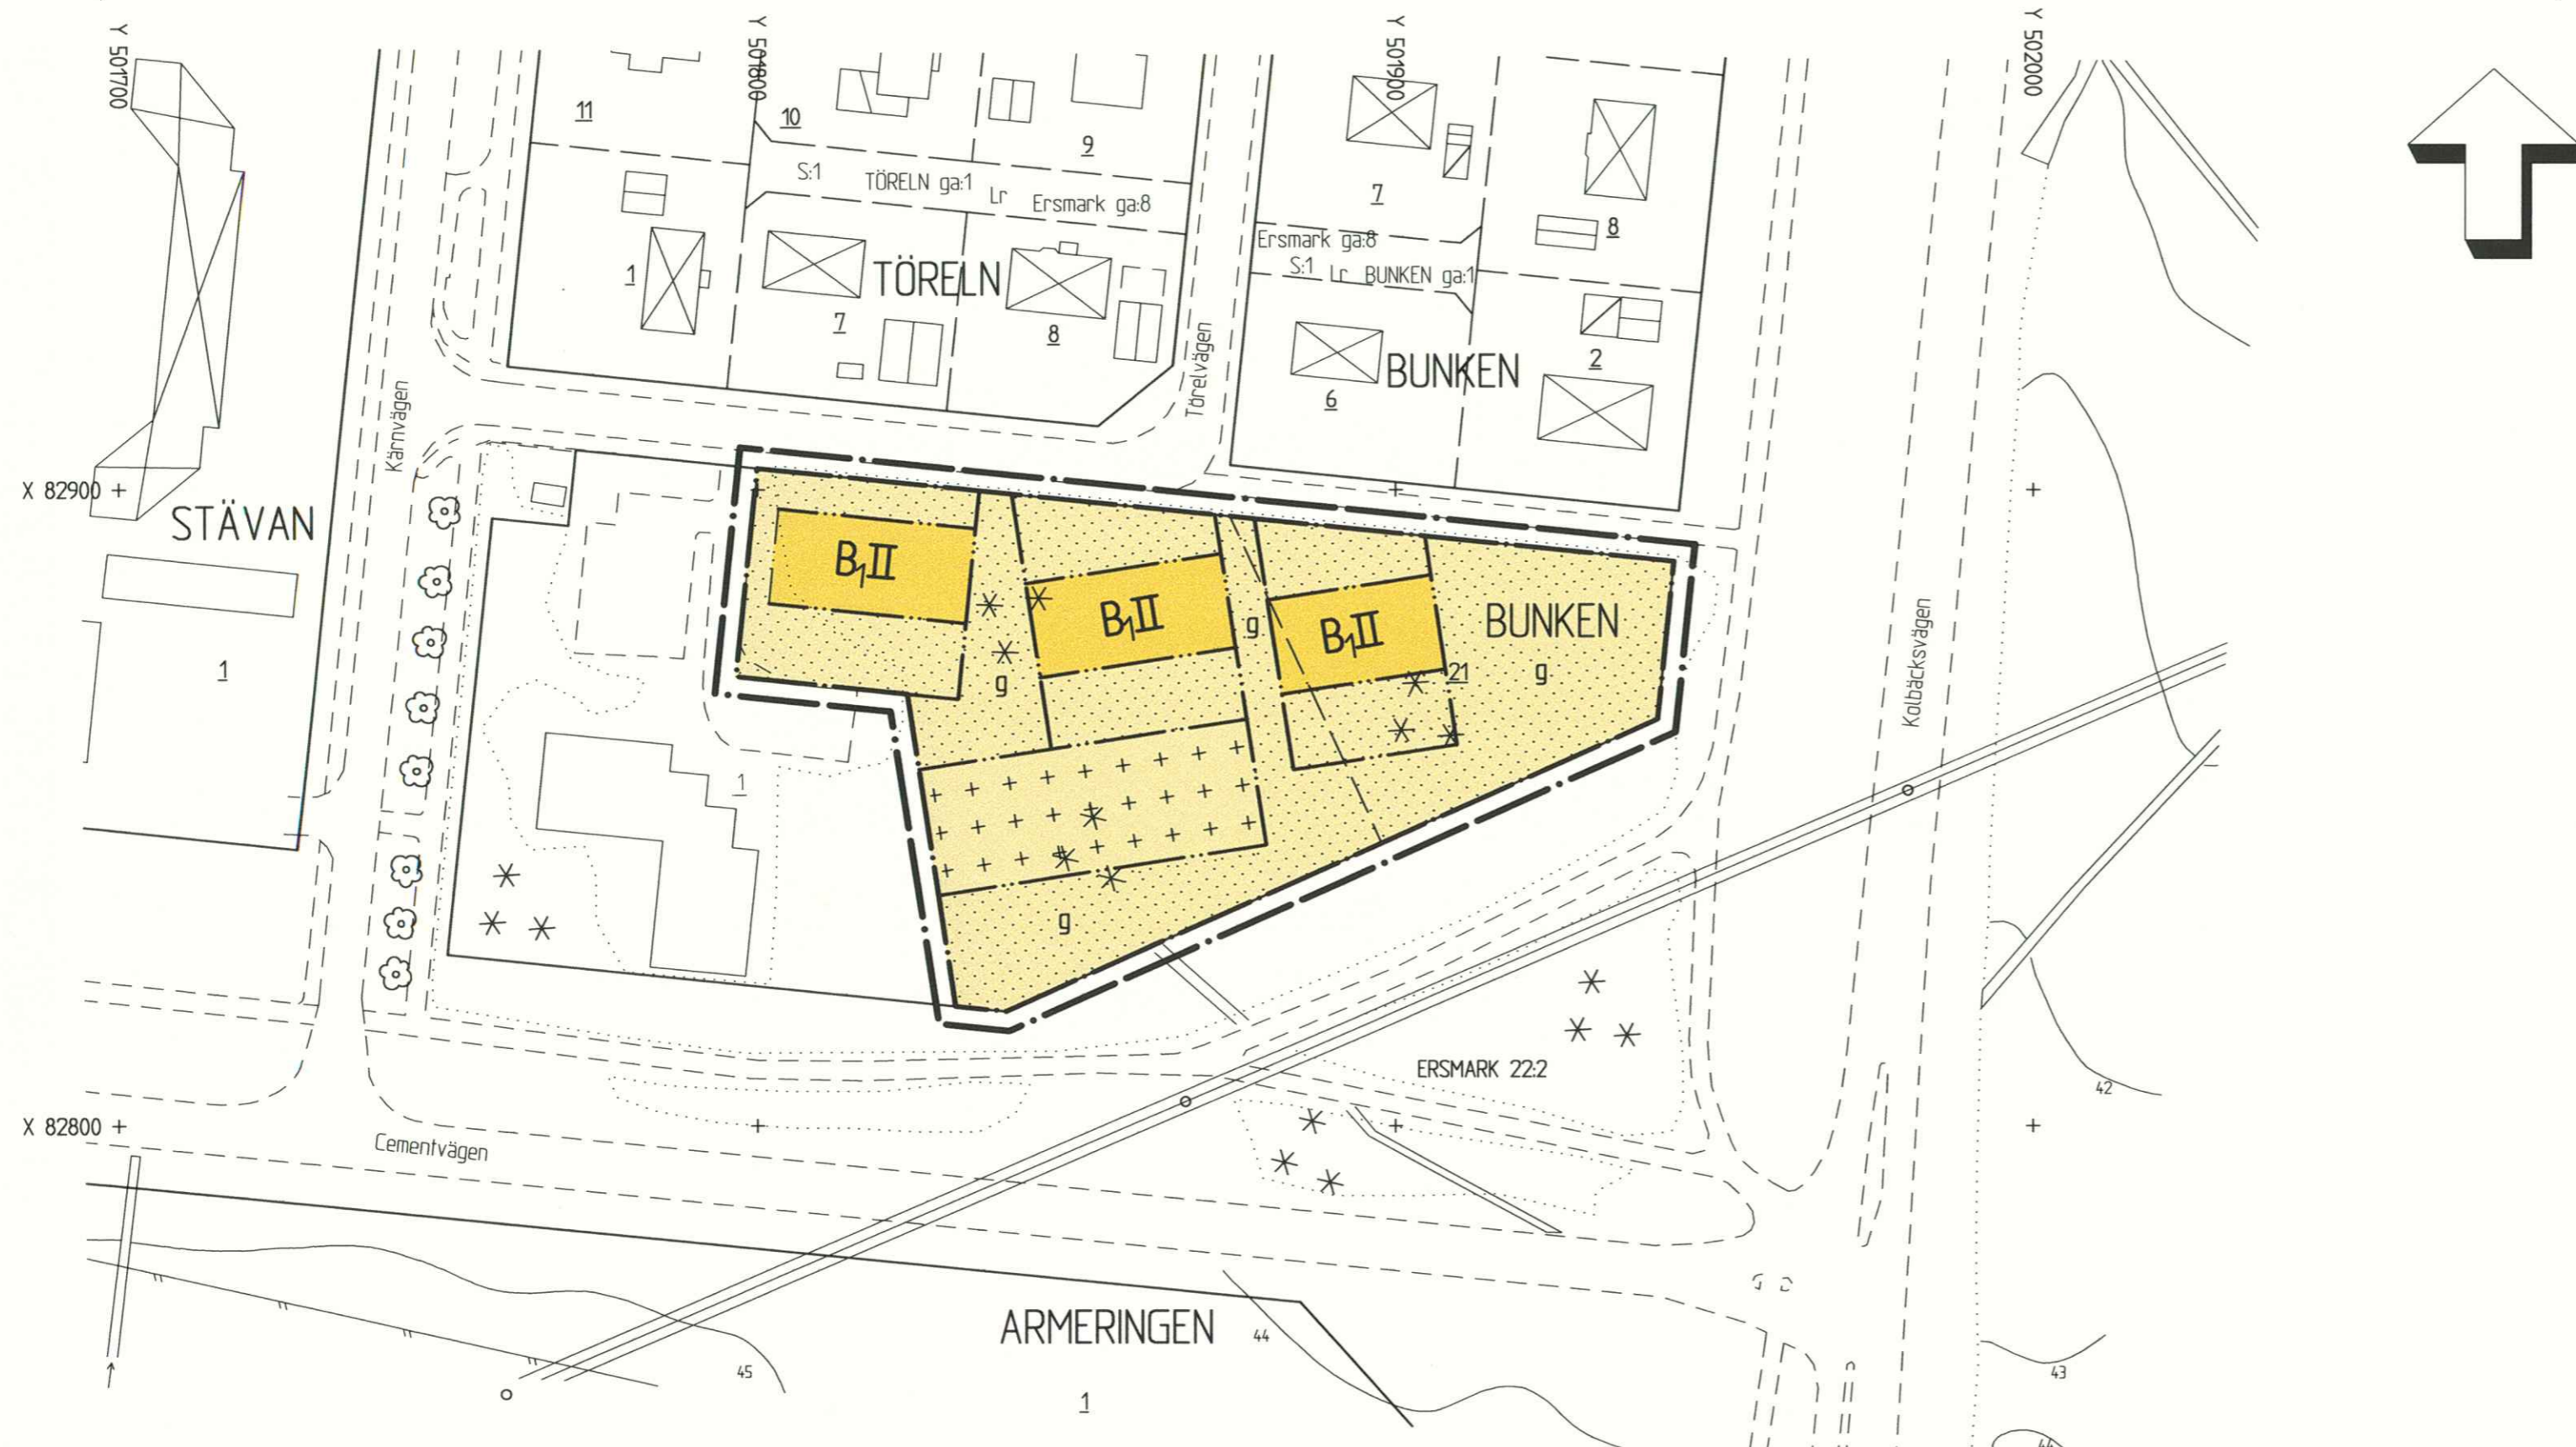 Y 501700
Y 501800
Y 501900
Y 502000
11
10
9
S:1
TÖRELN ga:1
Lr
Ersmark ga:8
7
8
Ersmark ga:8
S:1
Lr
BUNKEN ga:1
1
TÖRELN
7
8
Törelvägen
BUNKEN
6
2
Kärnvägen
X 82900
STÄVAN
1
B₁II
B₁II
B₁II
g
g
BUNKEN
21
g
Kolbäcksvägen
1
g
ERSMARK 22:2
42
X 82800
Cementvägen
ARMERINGEN
44
45
43
1